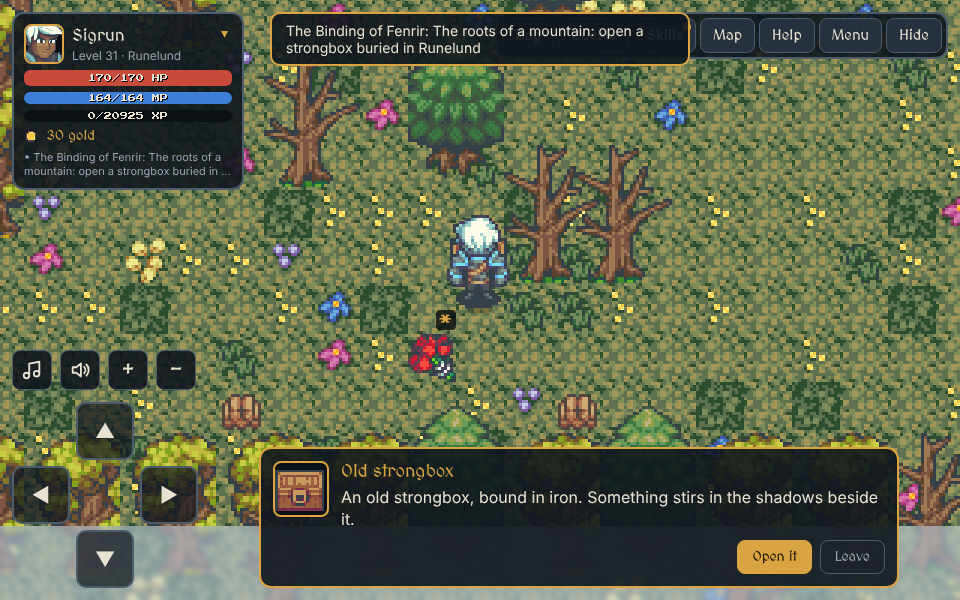 Sigrun
Level 31 · Runelund
170/170 HP
164/164 MP
0/20925 XP
30 gold
• The Binding of Fenrir: The roots of a
mountain: open a strongbox buried in ...
The Binding of Fenrir: The roots of a mountain: open a
strongbox buried in Runelund
Skills
Map
Help
Menu
Hide
Old strongbox
An old strongbox, bound in iron. Something stirs in the shadows beside
it.
Open it
Leave